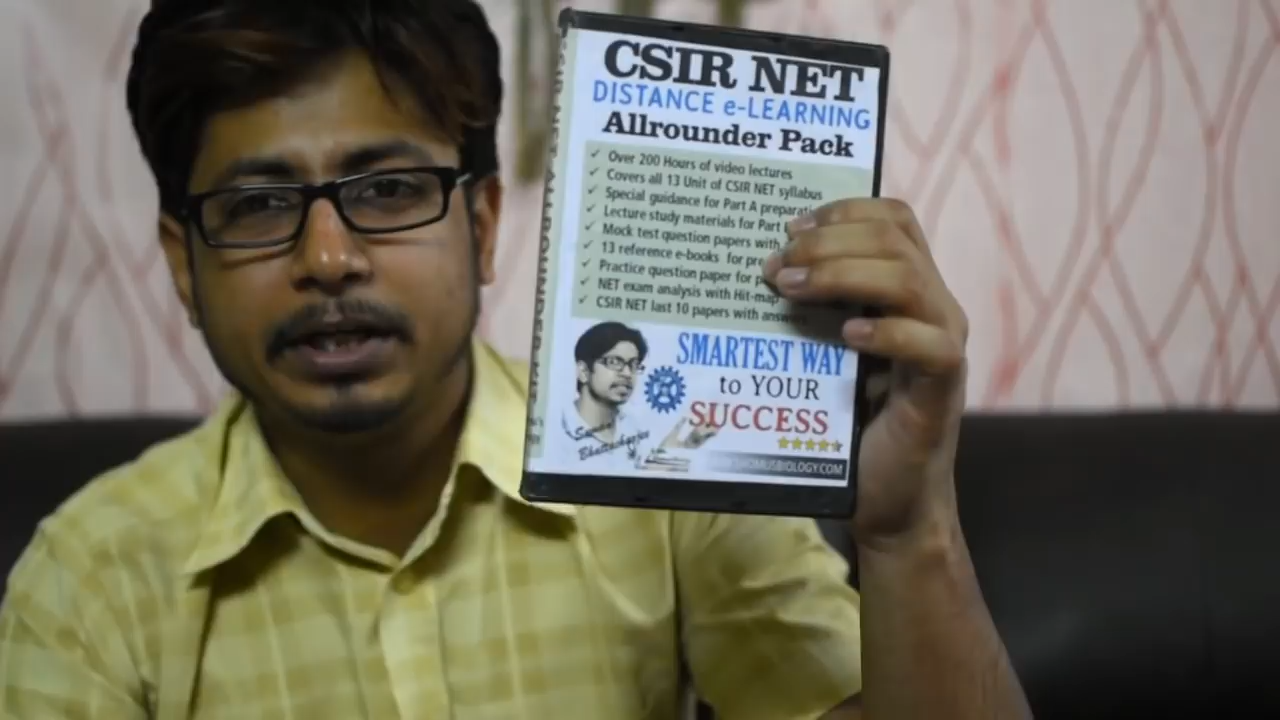 CSIR NET
DISTANCE e-LEARNING
Allrounder Pack
✓ Over 200 Hours of video lectures
✓ Covers all 13 Unit of CSIR NET syllabus
✓ Special guidance for Part A
✓ Lecture study materials for Part
✓ Mock test question papers with
✓ 13 reference e-books for
✓ Practice question paper for
✓ NET exam analysis with Hit-map
✓ CSIR NET last 10 papers with
SMARTEST WAY
to YOUR
SUCCESS
Suman
Bhattacharjee